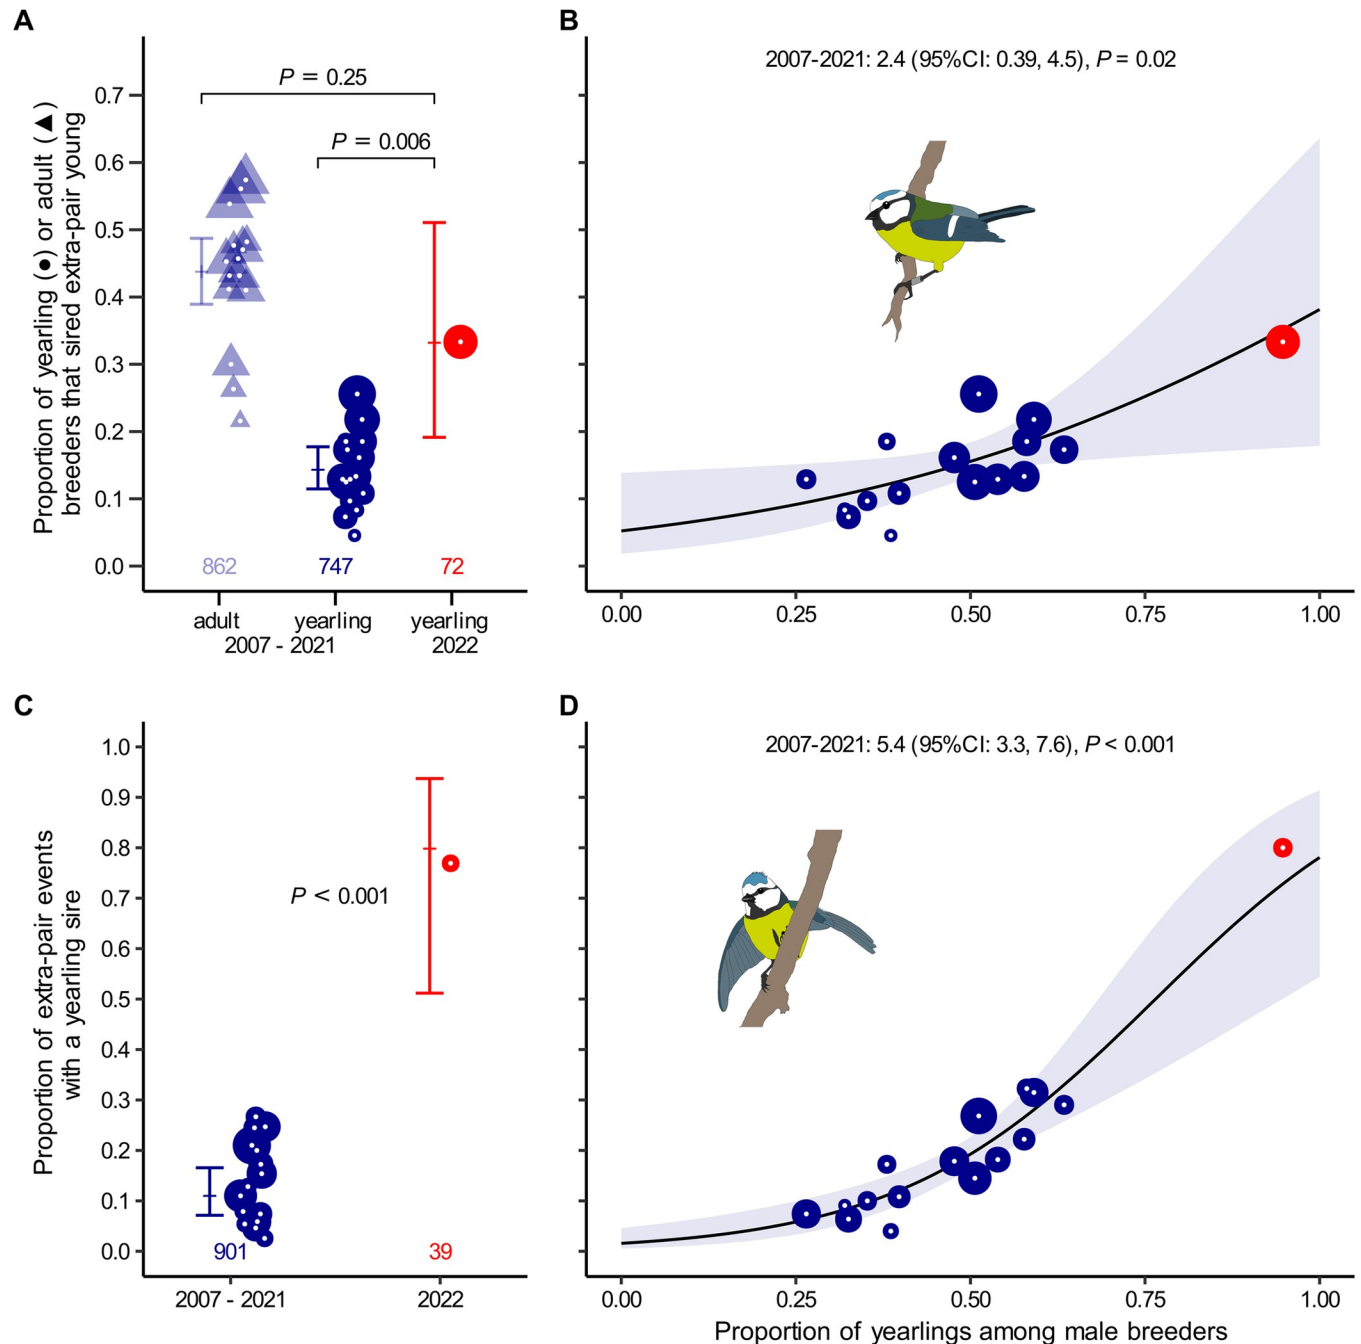 A
Proportion of yearling (●) or adult (▲)
breeders that sired extra-pair young
P = 0.25
P = 0.006
0.7
0.6
0.5
0.4
0.3
0.2
0.1
0.0
862
747
72
adult
yearling
yearling
2007 - 2021
2022
B
2007-2021: 2.4 (95%CI: 0.39, 4.5), P = 0.02
0.00
0.25
0.50
0.75
1.00
C
Proportion of extra-pair events
with a yearling sire
1.0
0.9
0.8
0.7
0.6
0.5
0.4
0.3
0.2
0.1
0.0
P < 0.001
901
39
2007 - 2021
2022
D
2007-2021: 5.4 (95%CI: 3.3, 7.6), P < 0.001
0.00
0.25
0.50
0.75
1.00
Proportion of yearlings among male breeders